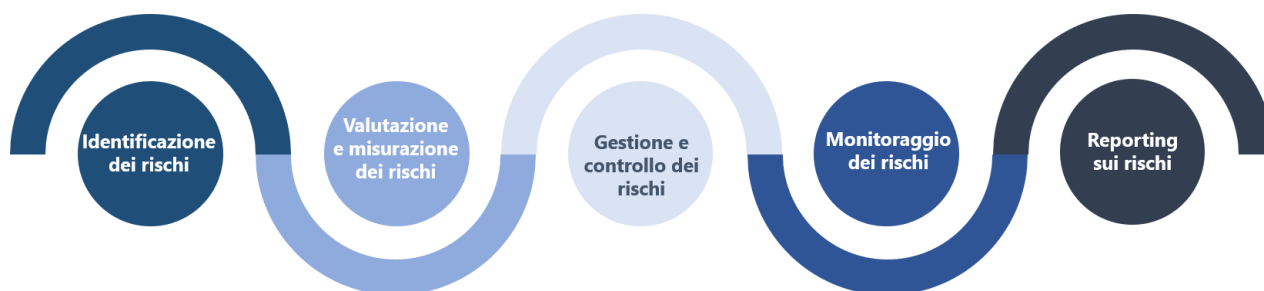 Identificazione
dei rischi
Valutazione
e misurazione
dei rischi
Gestione e
controllo dei
rischi
Monitoraggio
dei rischi
Reporting
sui rischi